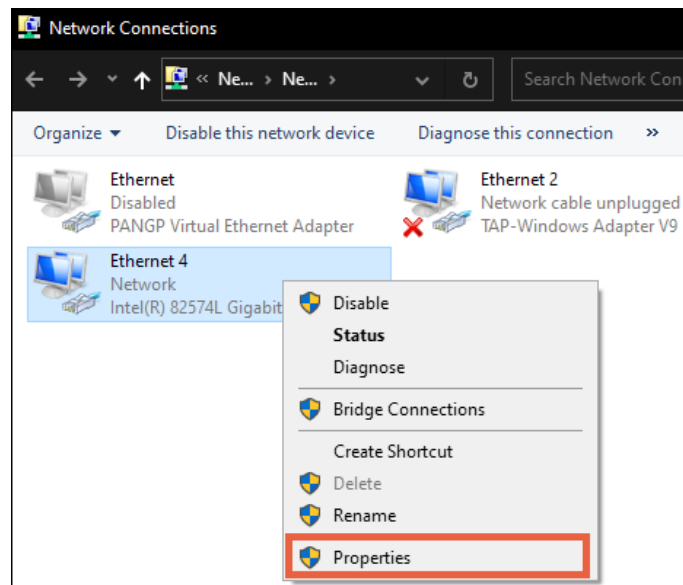 Network Connections
« Ne... › Ne... ›
Search Network Con
Organize
Disable this network device
Diagnose this connection
»
Ethernet
Disabled
PANGP Virtual Ethernet Adapter
Ethernet 2
Network cable unplugged
TAP-Windows Adapter V9
Ethernet 4
Network
Intel(R) 82574L Gigabit
Disable
Status
Diagnose
Bridge Connections
Create Shortcut
Delete
Rename
Properties